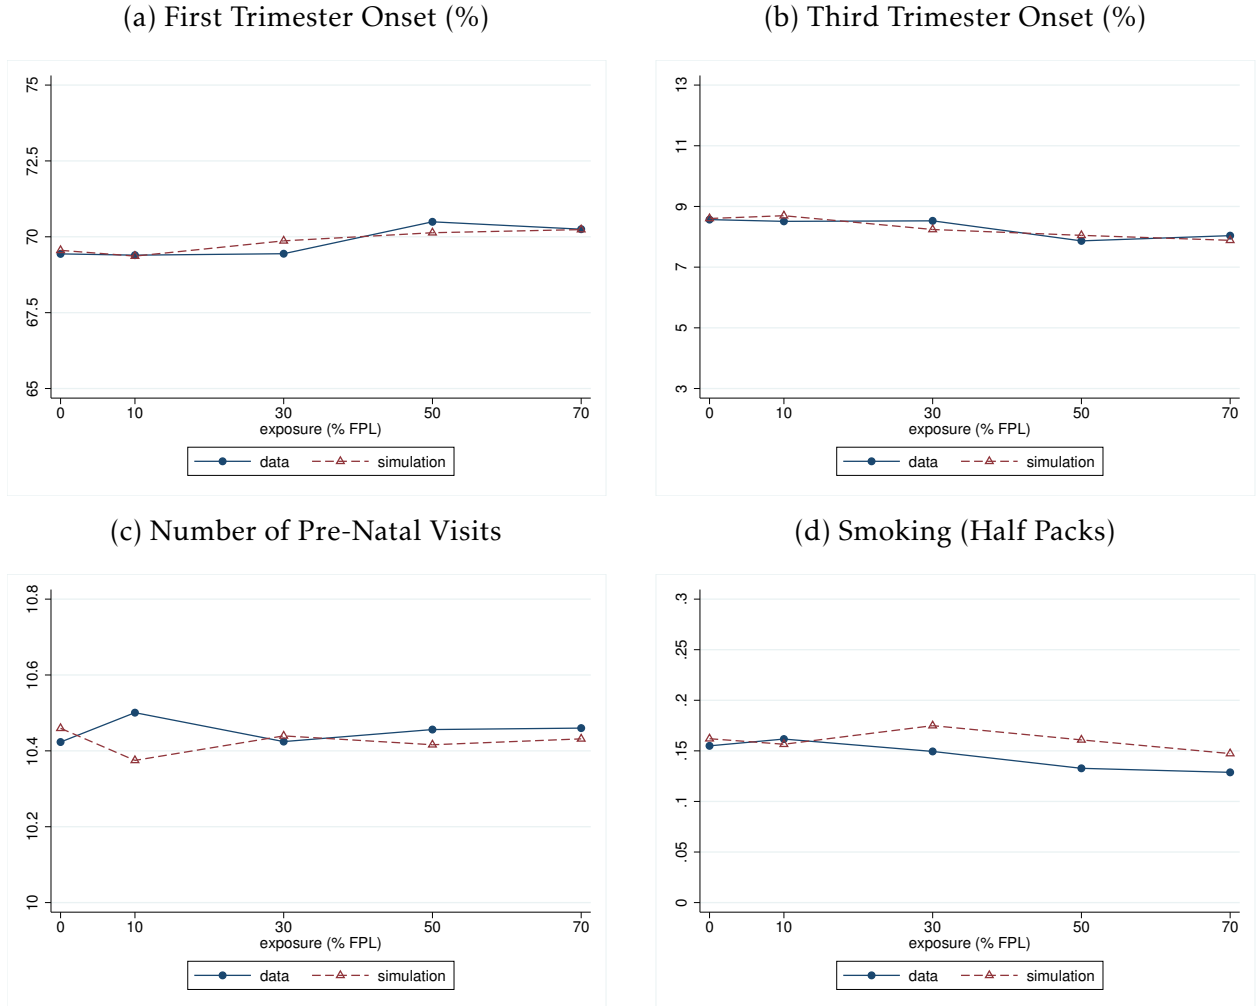 (a) First Trimester Onset (%)
75
72.5
70
67.5
65
0 10 30 50 70
exposure (% FPL)
data simulation
(b) Third Trimester Onset (%)
13
11
9
7
5
3
0 10 30 50 70
exposure (% FPL)
data simulation
(c) Number of Pre-Natal Visits
10.8
10.6
10.4
10.2
10
0 10 30 50 70
exposure (% FPL)
data simulation
(d) Smoking (Half Packs)
.3
.25
.2
.15
.1
.05
0
0 10 30 50 70
exposure (% FPL)
data simulation